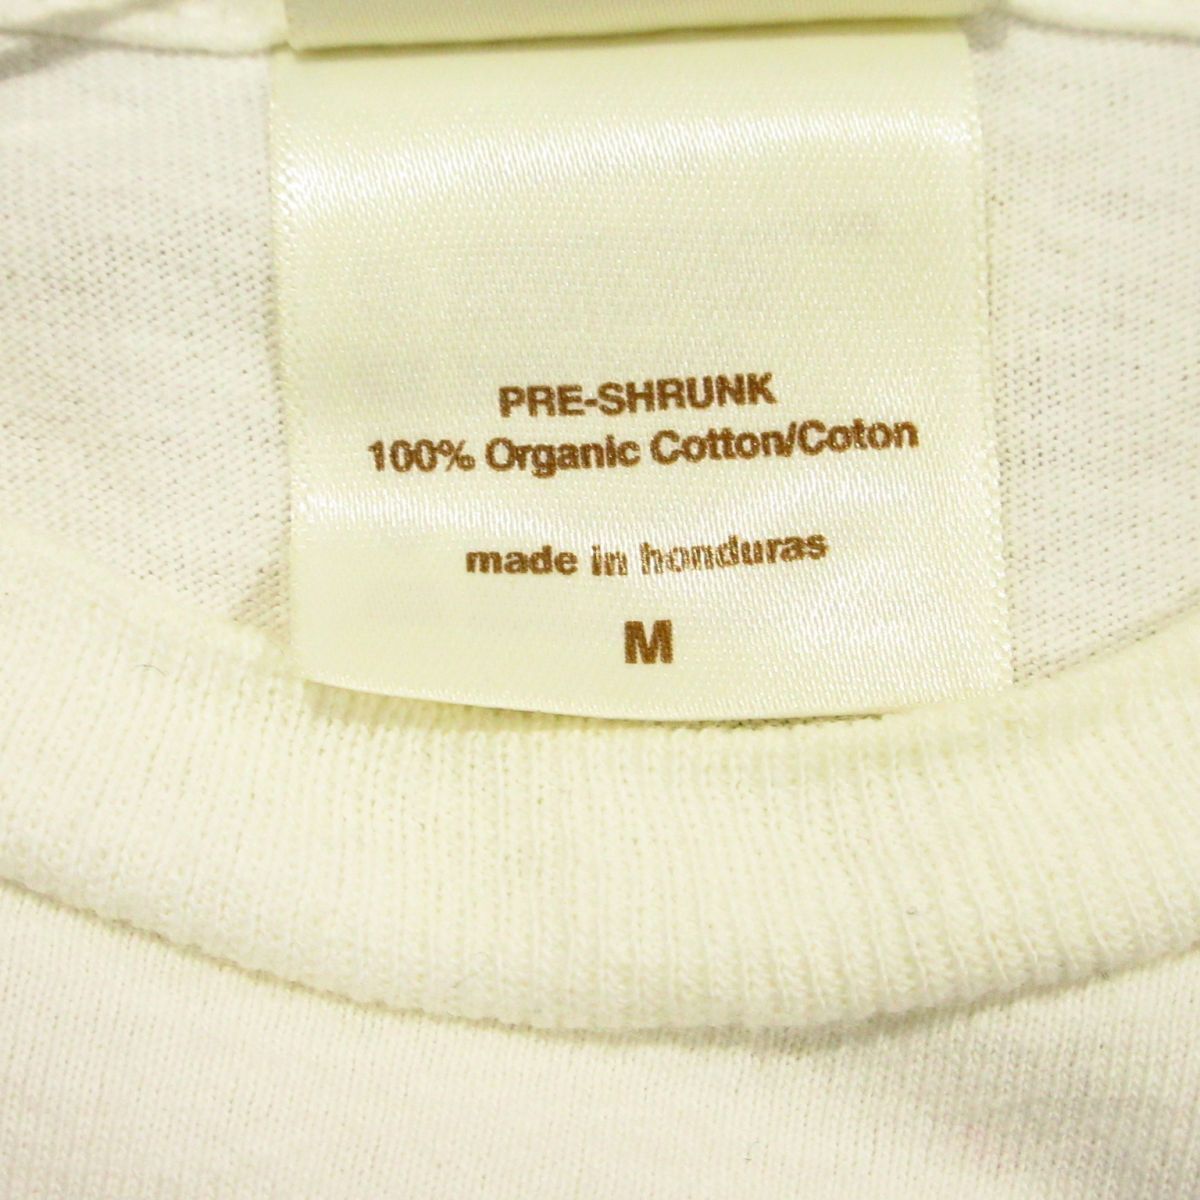 PRE-SHRUNK
100% Organic Cotton/Coton
made in honduras
M